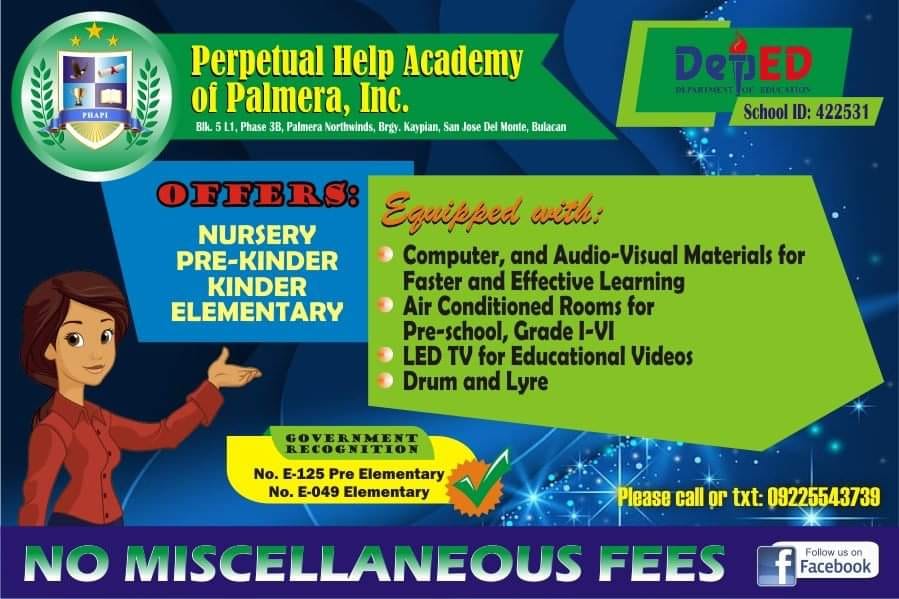 PHAPI
Perpetual Help Academy
of Palmera, Inc.
Blk. 5 L1, Phase 3B, Palmera Northwinds, Brgy. Kaypian, San Jose Del Monte, Bulacan
DepED
DEPARTMENT OF EDUCATION
School ID: 422531
OFFERS:
NURSERY
PRE-KINDER
KINDER
ELEMENTARY
Equipped with:
Computer, and Audio-Visual Materials for
Faster and Effective Learning
Air Conditioned Rooms for
Pre-school, Grade I-VI
LED TV for Educational Videos
Drum and Lyre
GOVERNMENT
RECOGNITION
No. E-125 Pre Elementary
No. E-049 Elementary
Please call or txt: 09225543739
NO MISCELLANEOUS FEES
f
Follow us on
Facebook